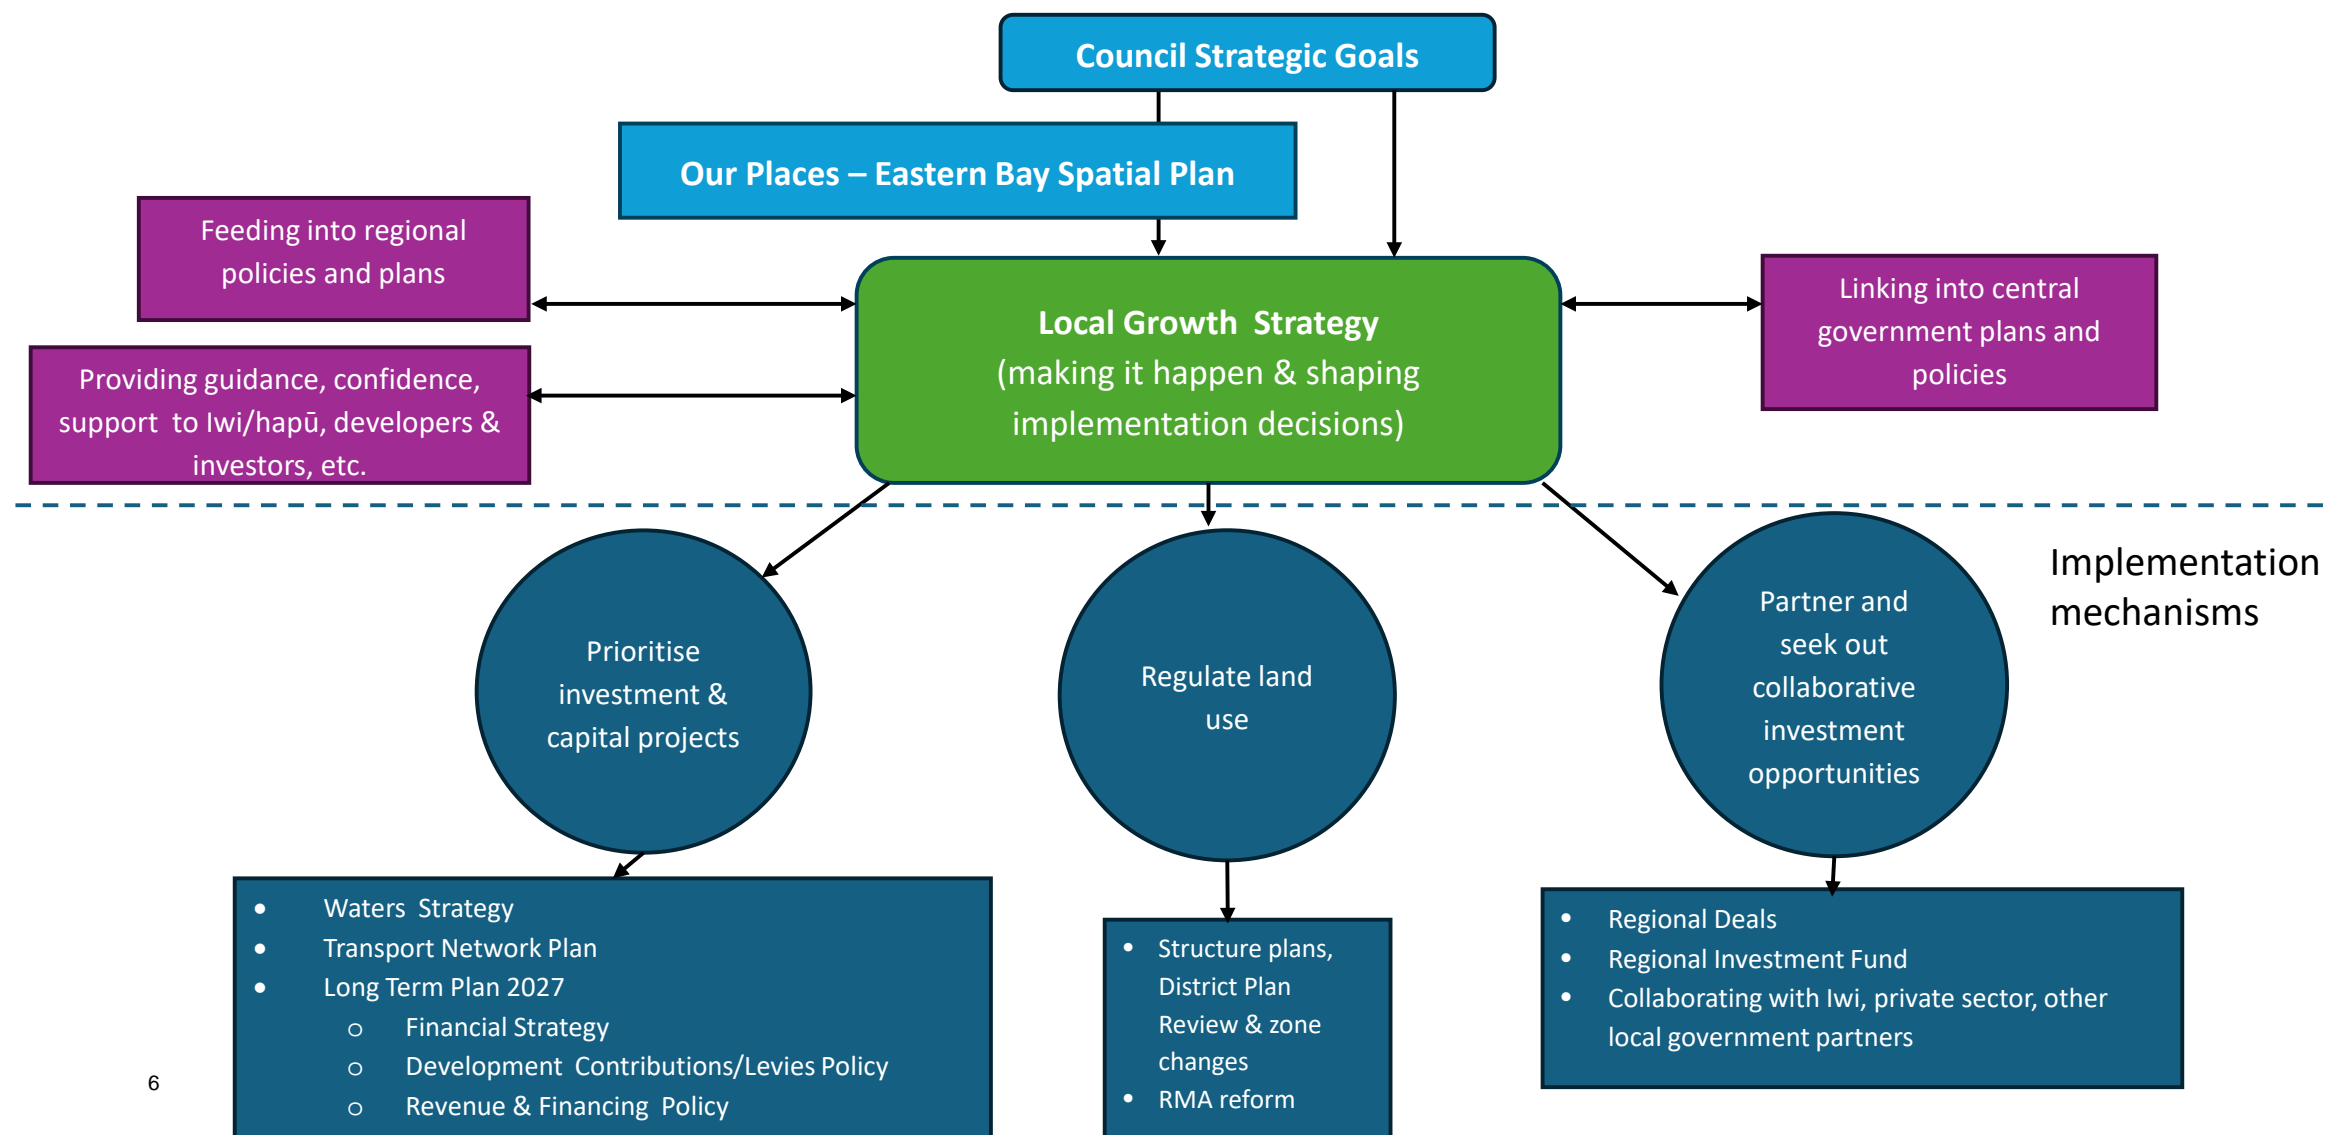 Council Strategic Goals
Our Places – Eastern Bay Spatial Plan
Feeding into regional
policies and plans
Providing guidance, confidence,
support to Iwi/hapū, developers &
investors, etc.
Local Growth Strategy
(making it happen & shaping
implementation decisions)
Linking into central
government plans and
policies
Implementation
mechanisms
Prioritise
investment &
capital projects
Regulate land
use
Partner and
seek out
collaborative
investment
opportunities
• Waters Strategy
• Transport Network Plan
• Long Term Plan 2027
o Financial Strategy
o Development Contributions/Levies Policy
o Revenue & Financing Policy
• Structure plans,
District Plan
Review & zone
changes
• RMA reform
• Regional Deals
• Regional Investment Fund
• Collaborating with Iwi, private sector, other
local government partners
6